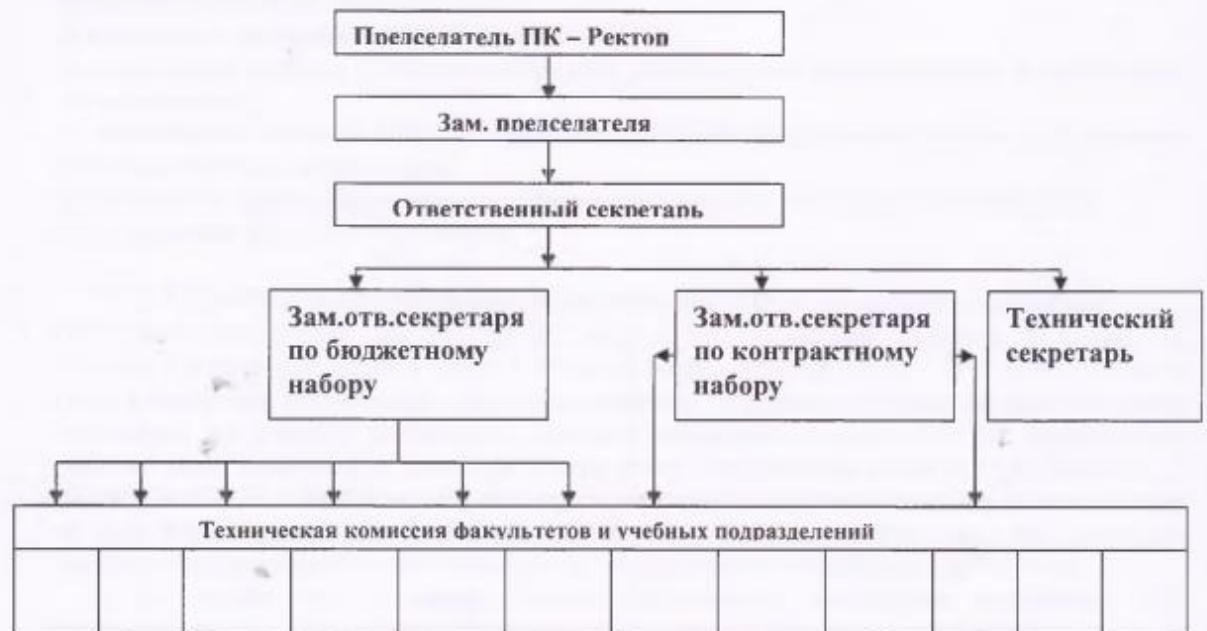 Председатель ПК – Ректор
Зам. председателя
Ответственный секретарь
Зам.отв.секретаря
по бюджетному
набору
Зам.отв.секретаря
по контрактному
набору
Технический
секретарь
Техническая комиссия факультетов и учебных подразделений